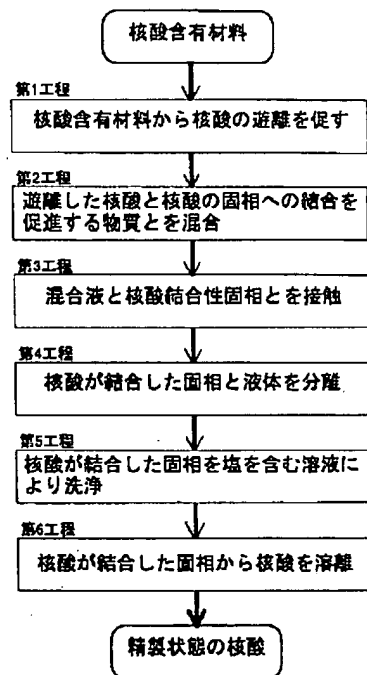 核酸含有材料
第1工程
核酸含有材料から核酸の遊離を促す
第2工程
遊離した核酸と核酸の固相への結合を
促進する物質とを混合
第3工程
混合液と核酸結合性固相とを接触
第4工程
核酸が結合した固相と液体を分離
第5工程
核酸が結合した固相を塩を含む溶液に
より洗浄
第6工程
核酸が結合した固相から核酸を溶離
精製状態の核酸